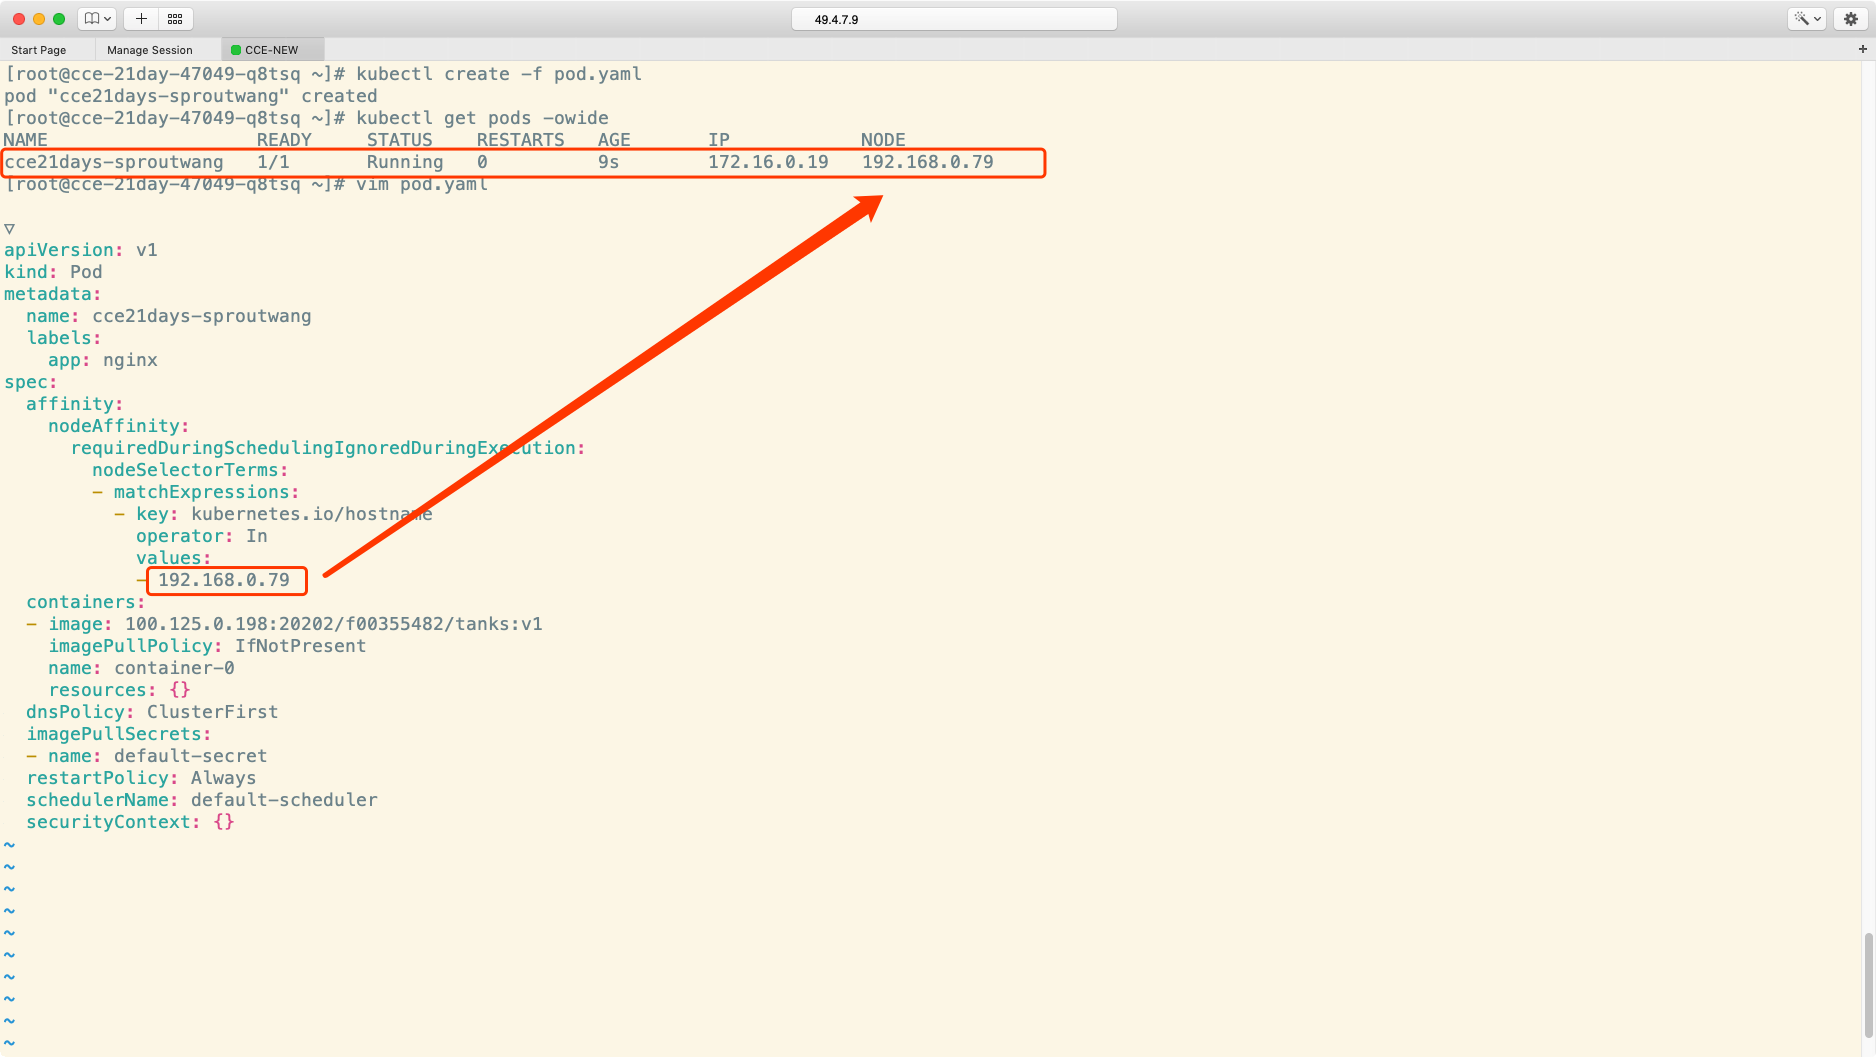 49.4.7.9
Start Page
Manage Session
CCE-NEW
[root@cce-21day-47049-q8tsq ~]# kubectl create -f pod.yaml
pod "cce21days-sproutwang" created
[root@cce-21day-47049-q8tsq ~]# kubectl get pods -owide
NAME READY STATUS RESTARTS AGE IP NODE
cce21days-sproutwang 1/1 Running 0 9s 172.16.0.19 192.168.0.79
[root@cce-21day-47049-q8tsq ~]# vim pod.yaml
apiVersion: v1
kind: Pod
metadata:
  name: cce21days-sproutwang
  labels:
    app: nginx
spec:
  affinity:
    nodeAffinity:
      requiredDuringSchedulingIgnoredDuringExecution:
        nodeSelectorTerms:
        - matchExpressions:
          - key: kubernetes.io/hostname
            operator: In
            values:
            - 192.168.0.79
  containers:
  - image: 100.125.0.198:20202/f00355482/tanks:v1
    imagePullPolicy: IfNotPresent
    name: container-0
    resources: {}
  dnsPolicy: ClusterFirst
  imagePullSecrets:
  - name: default-secret
  restartPolicy: Always
  schedulerName: default-scheduler
  securityContext: {}
~
~
~
~
~
~
~
~
~
~